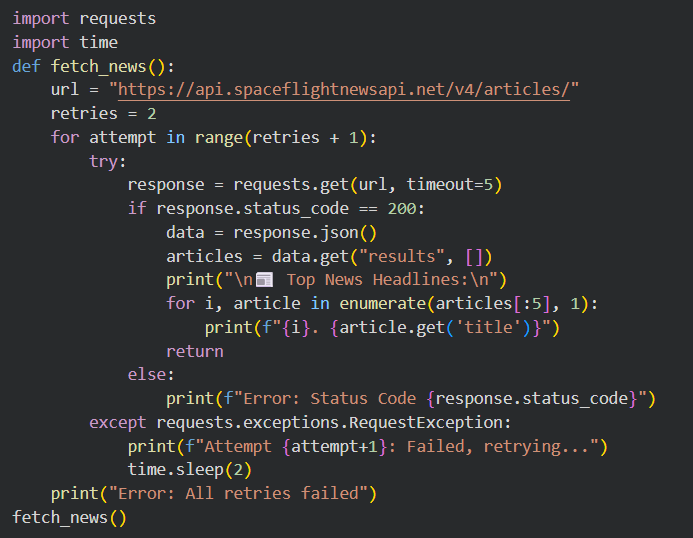 import requests
import time
def fetch_news():
    url = "https://api.spaceflightnewsapi.net/v4/articles/"
    retries = 2
    for attempt in range(retries + 1):
        try:
            response = requests.get(url, timeout=5)
            if response.status_code == 200:
                data = response.json()
                articles = data.get("results", [])
                print("\n📰 Top News Headlines:\n")
                for i, article in enumerate(articles[:5], 1):
                    print(f"{i}. {article.get('title')}")
                return
            else:
                print(f"Error: Status Code {response.status_code}")
        except requests.exceptions.RequestException:
            print(f"Attempt {attempt+1}: Failed, retrying...")
            time.sleep(2)
    print("Error: All retries failed")
fetch_news()